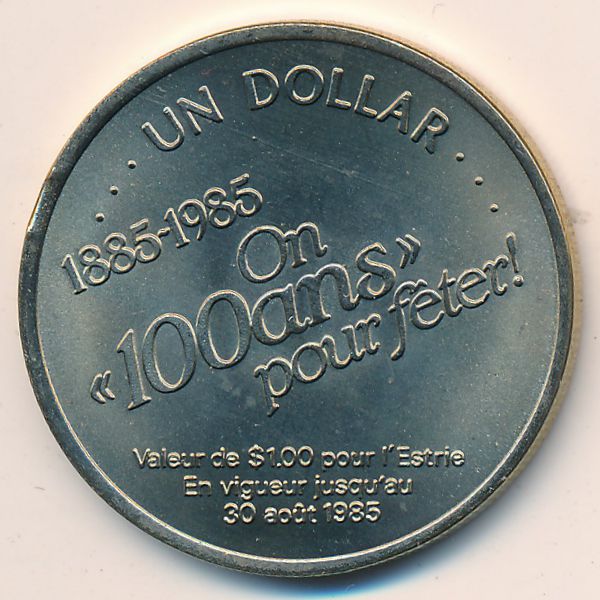 UN DOLLAR
1885-1985
On
«100ans»
pour fêter!
Valeur de $1.00 pour l'Estrie
En vigueur jusqu'au
30 août 1985